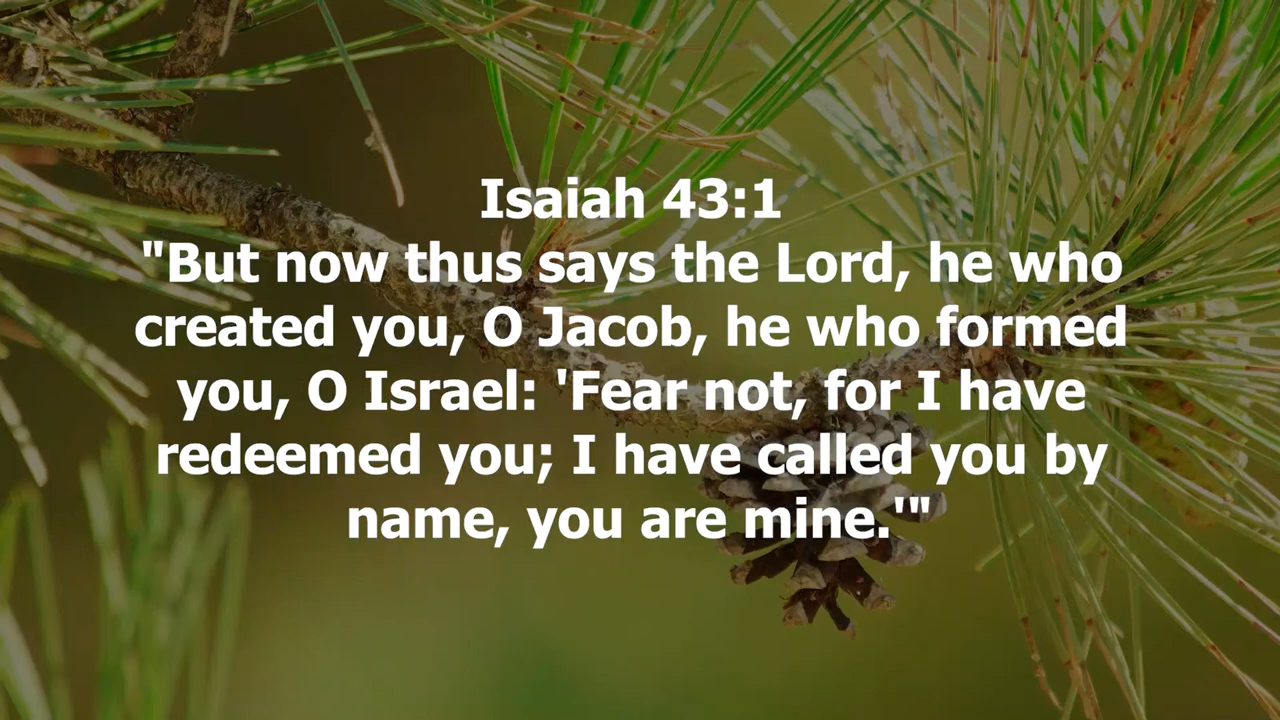 Isaiah 43:1
"But now thus says the Lord, he who
created you, O Jacob, he who formed
you, O Israel: 'Fear not, for I have
redeemed you; I have called you by
name, you are mine.'"